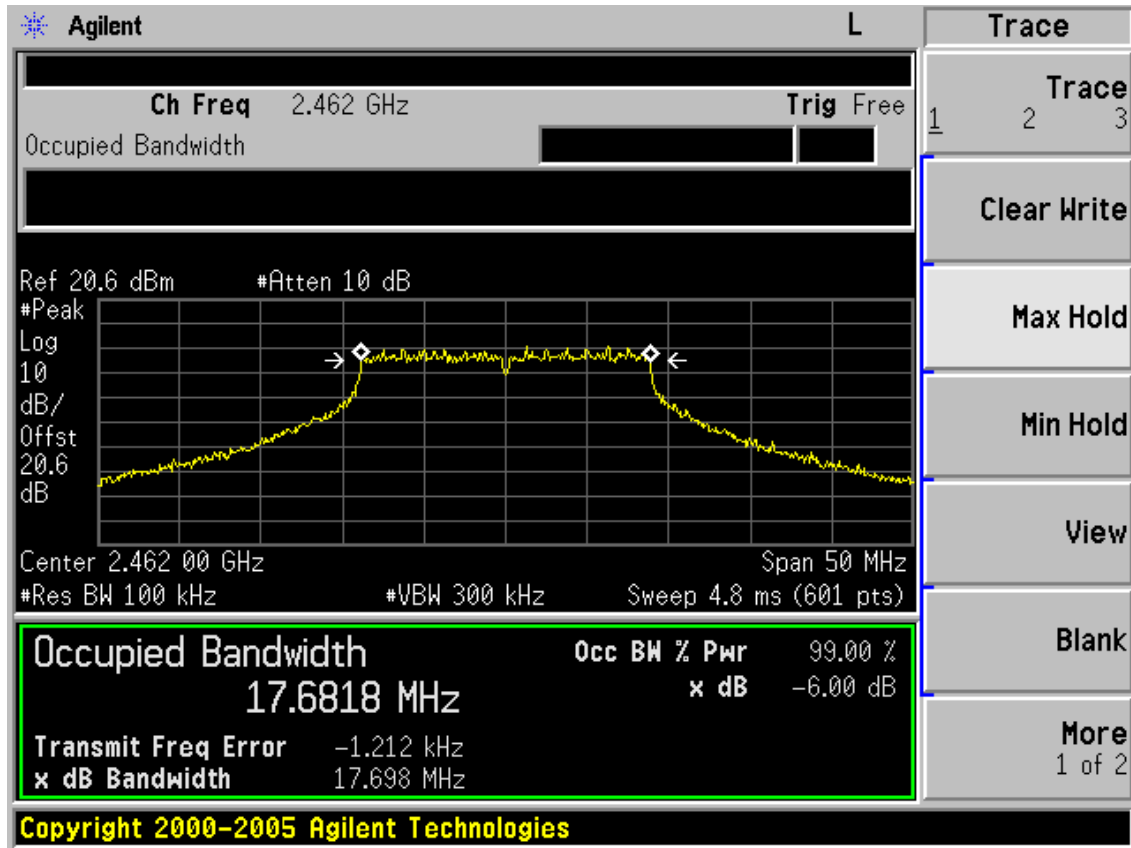 Agilent L Trace
Ch Freq 2.462 GHz Trig Free
Occupied Bandwidth
Trace
1 2 3
Clear Write
Max Hold
Min Hold
View
Blank
More
1 of 2
Ref 20.6 dBm #Atten 10 dB
#Peak
Log
10
dB/
Offst
20.6
dB
Center 2.462 00 GHz Span 50 MHz
#Res BW 100 kHz #VBW 300 kHz Sweep 4.8 ms (601 pts)
Occupied Bandwidth
17.6818 MHz
Occ BW % Pwr 99.00 %
x dB -6.00 dB
Transmit Freq Error -1.212 kHz
x dB Bandwidth 17.698 MHz
Copyright 2000-2005 Agilent Technologies